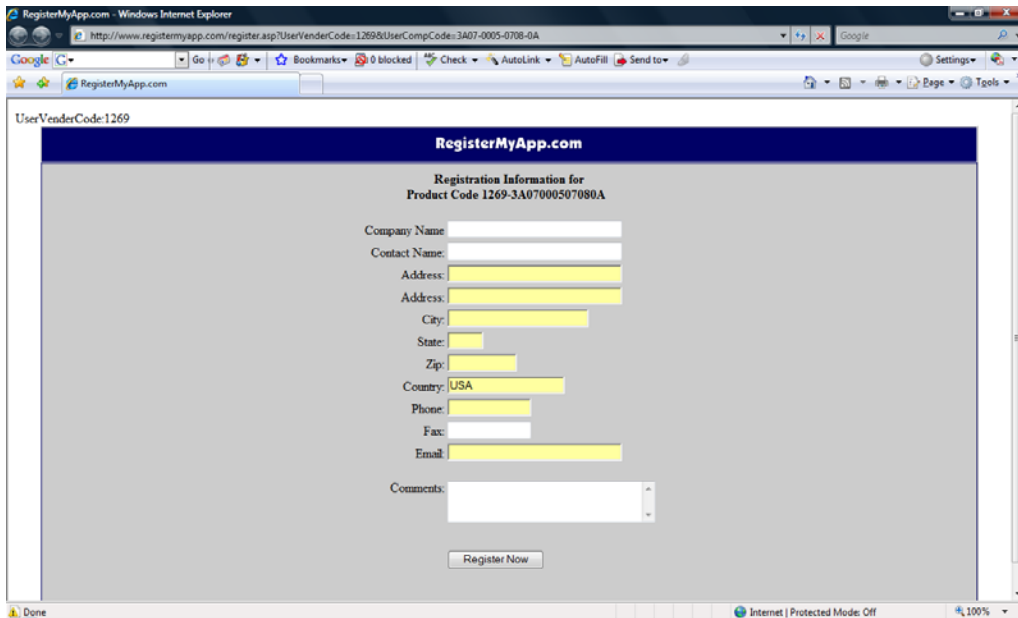 RegisterMyApp.com - Windows Internet Explorer
http://www.registermyapp.com/register.asp?UserVenderCode=1269&UserCompCode=3A07-0005-0708-0A
Google
Google G Go Bookmarks 0 blocked ABC Check AutoLink AutoFill Send to Settings
RegisterMyApp.com Page Tools
UserVenderCode:1269
RegisterMyApp.com
Registration Information for
Product Code 1269-3A07000507080A
Company Name
Contact Name:
Address:
Address:
City:
State:
Zip:
Country: USA
Phone:
Fax:
Email:
Comments:
Register Now
Done Internet | Protected Mode: Off 100%